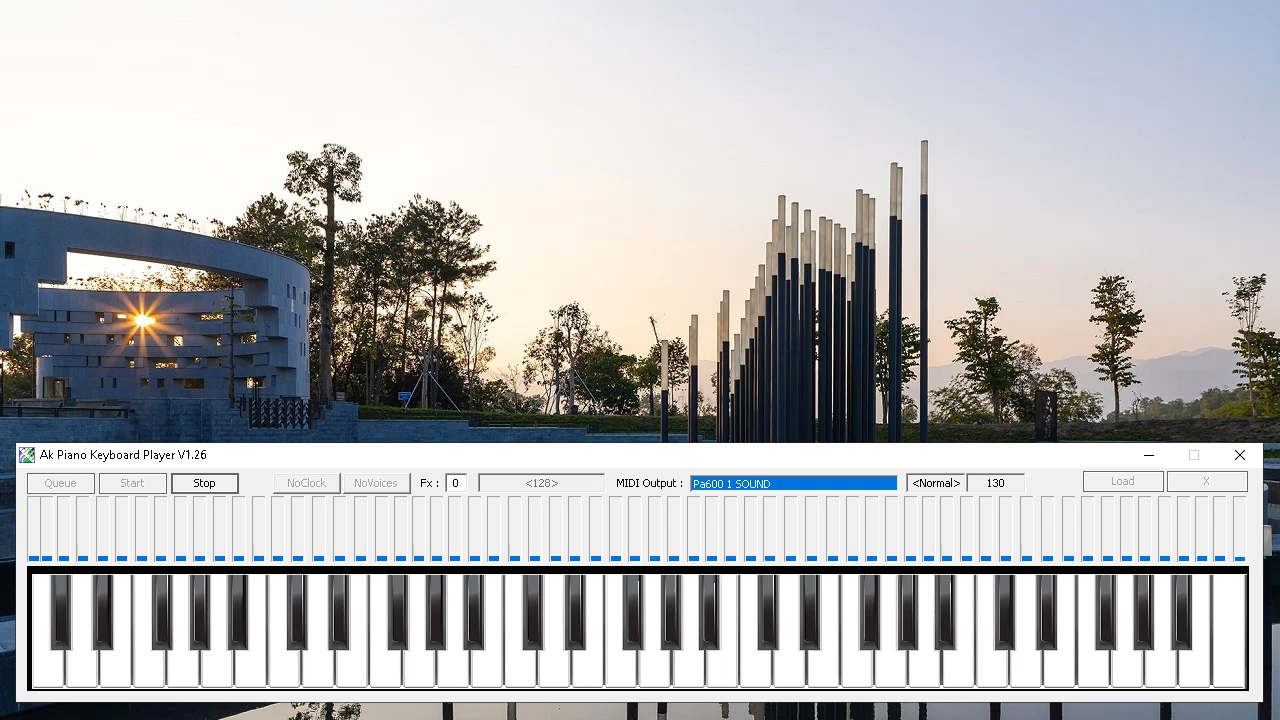 Ak Piano Keyboard Player V1.26
Queue Start Stop NoClock NoVoices Fx : 0 <128> MIDI Output : Pa600 1 SOUND <Normal> 130 Load X